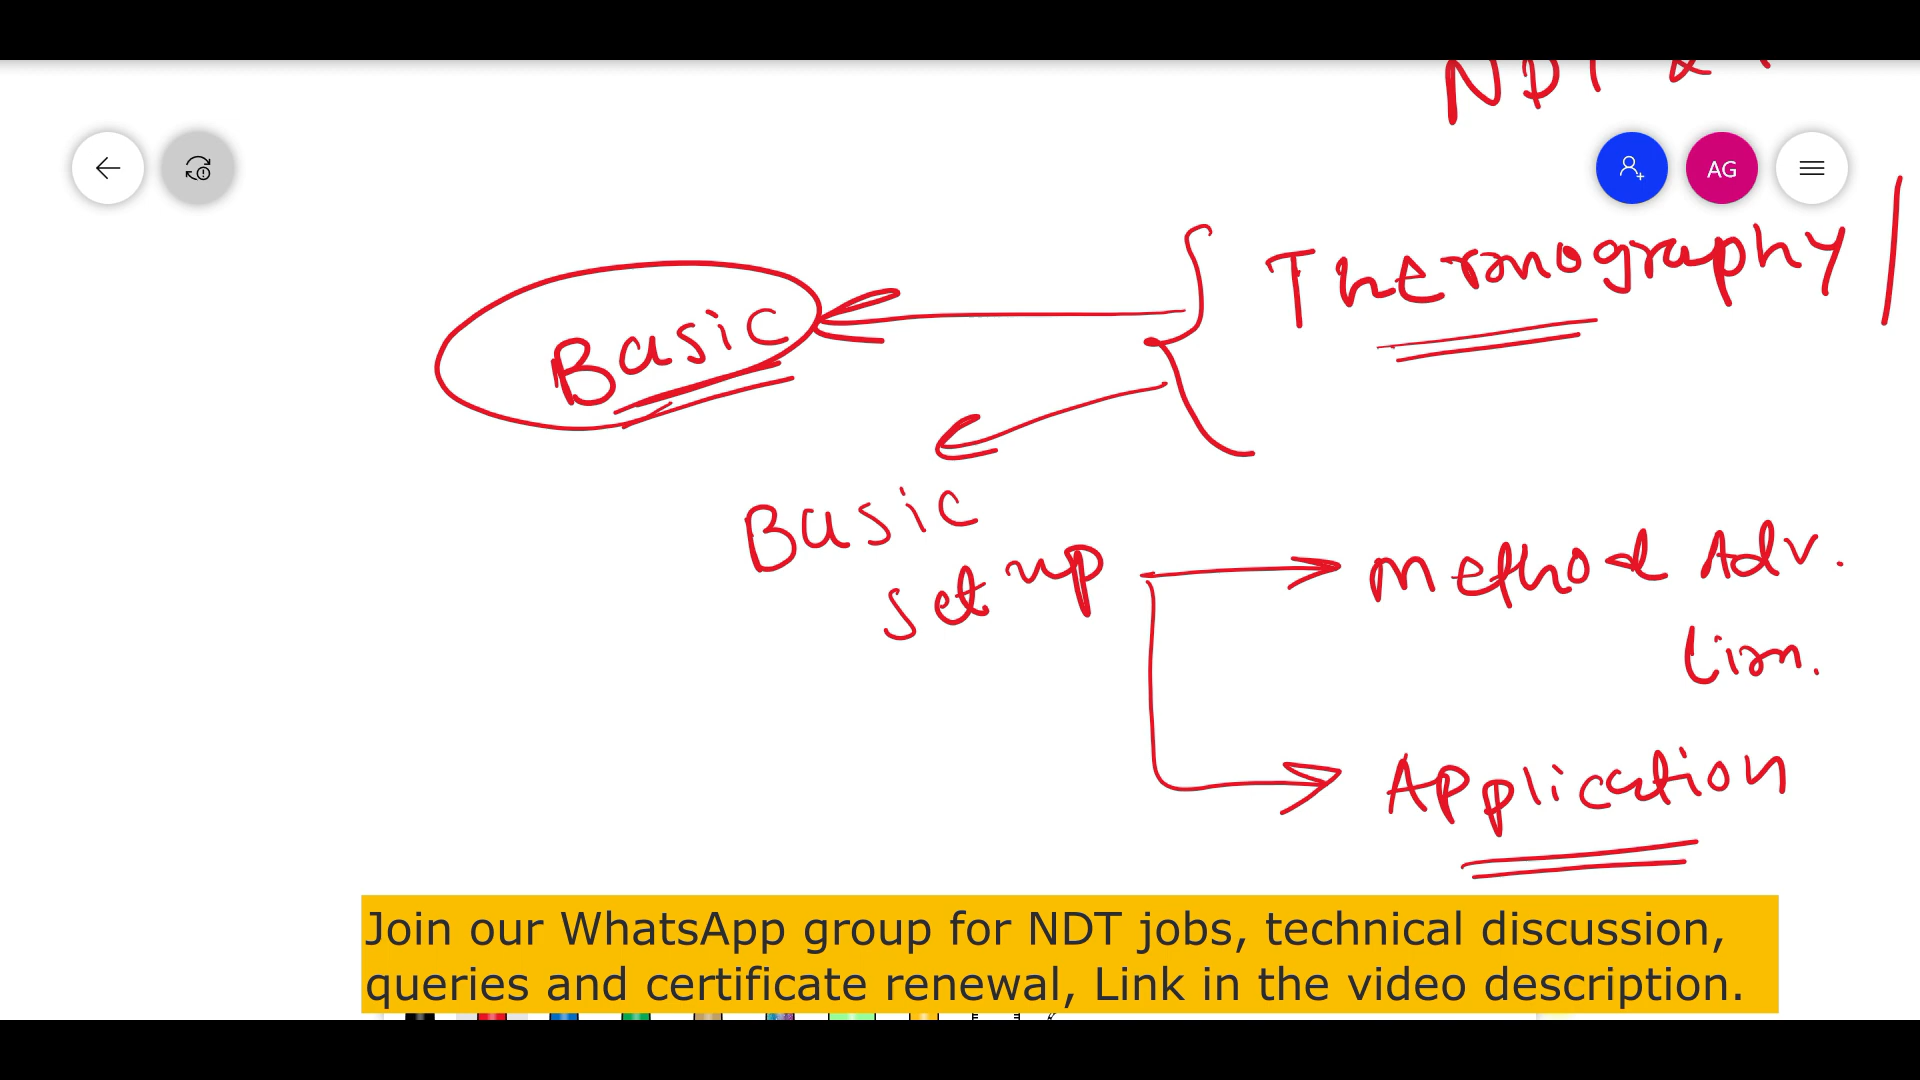 NDT &
AG
Thermography /
Basic
Basic
set up
Method Adv.
Lim.
Application
Join our WhatsApp group for NDT jobs, technical discussion,
queries and certificate renewal, Link in the video description.